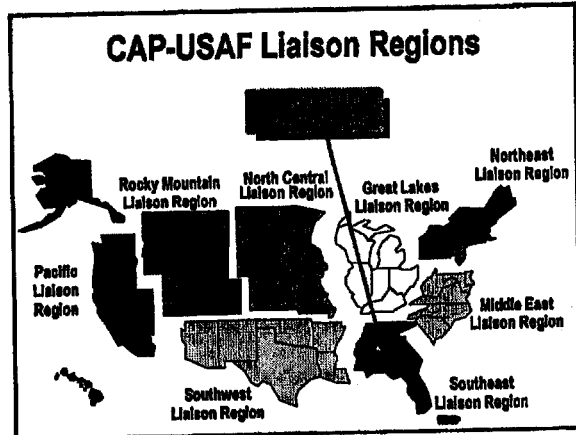 CAP-USAF Liaison Regions
Northeast
Liaison Region
Rocky Mountain
Liaison Region
North Central
Liaison Region
Great Lakes
Liaison Region
Pacific
Liaison
Region
Middle East
Liaison Region
Southwest
Liaison Region
Southeast
Liaison Region